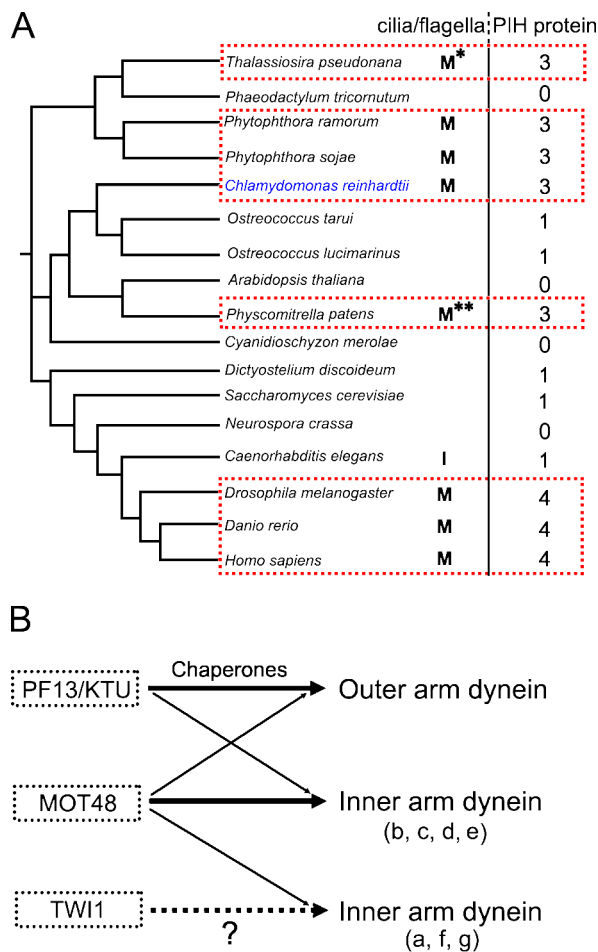 A
cilia/flagella PIH protein
Thalassiosira pseudonana M* 3
Phaeodactylum tricornutum 0
Phytophthora ramorum M 3
Phytophthora sojae M 3
Chlamydomonas reinhardtii M 3
Ostreococcus tarui 1
Ostreococcus lucimarinus 1
Arabidopsis thaliana 0
Physcomitrella patens M** 3
Cyanidioschyzon merolae 0
Dictyostelium discoideum 1
Saccharomyces cerevisiae 1
Neurospora crassa 0
Caenorhabditis elegans I 1
Drosophila melanogaster M 4
Danio rerio M 4
Homo sapiens M 4
B
Chaperones
PF13/KTU Outer arm dynein
MOT48 Inner arm dynein
(b, c, d, e)
TWI1 Inner arm dynein
? (a, f, g)